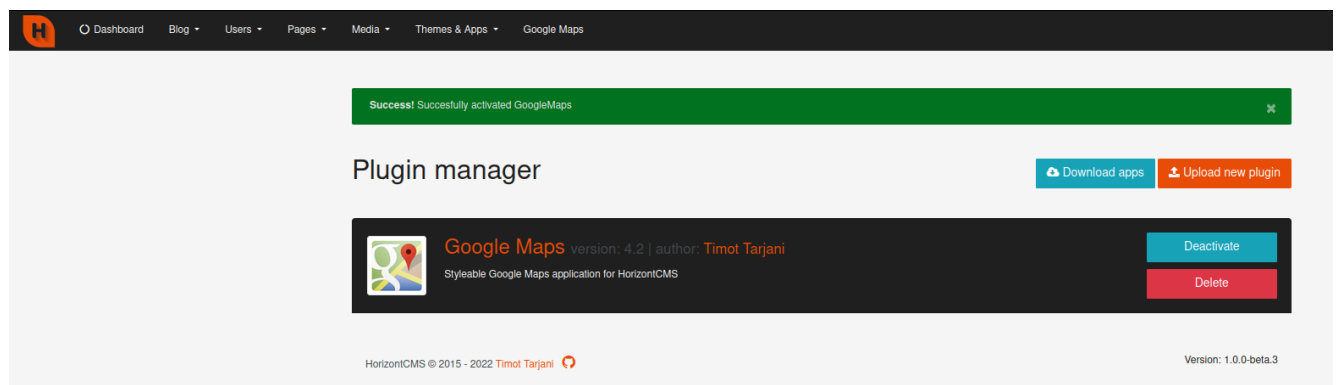 H Dashboard Blog Users Pages Media Themes & Apps Google Maps
Success! Succesfully activated GoogleMaps ×
Plugin manager
Download apps Upload new plugin
Google Maps version: 4.2 | author: Timot Tarjani
Deactivate
Styleable Google Maps application for HorizontCMS
Delete
HorizontCMS © 2015 - 2022 Timot Tarjani
Version: 1.0.0-beta.3